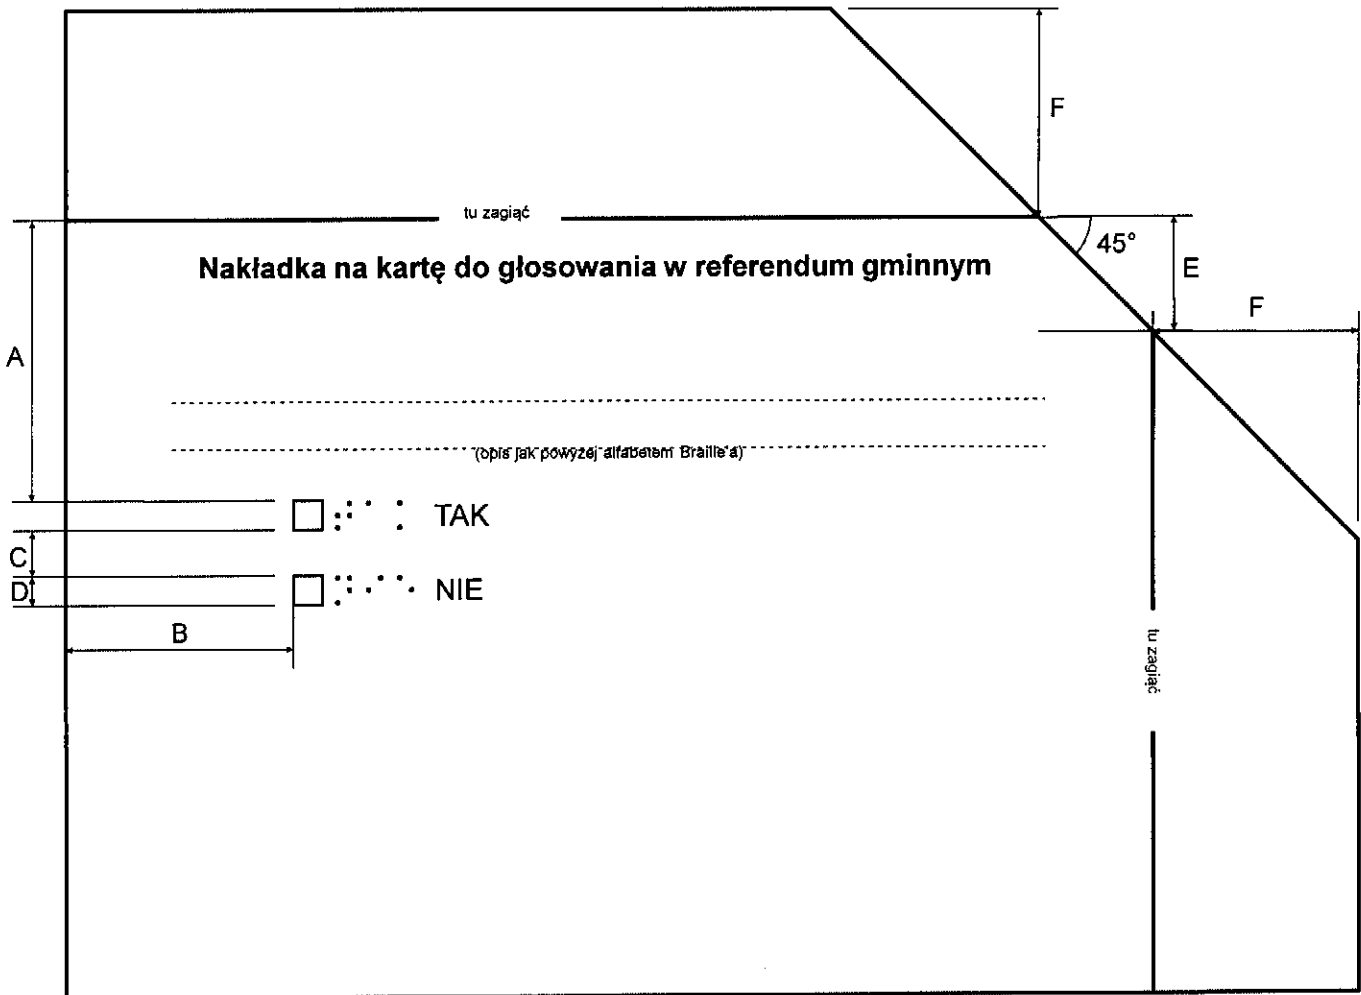 F
tu zagiąć
45°
Nakładka na kartę do głosowania w referendum gminnym
E
F
A
(opis jak powyżej alfabetem Braille'a)
TAK
C
D
NIE
B
tu zagiąć